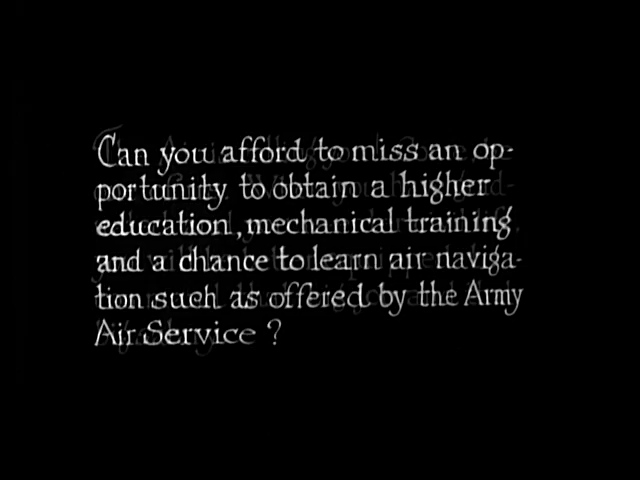 Can you afford to miss an op-
portunity to obtain a higher
education, mechanical training
and a chance to learn air naviga-
tion such as offered by the Army
Air Service ?